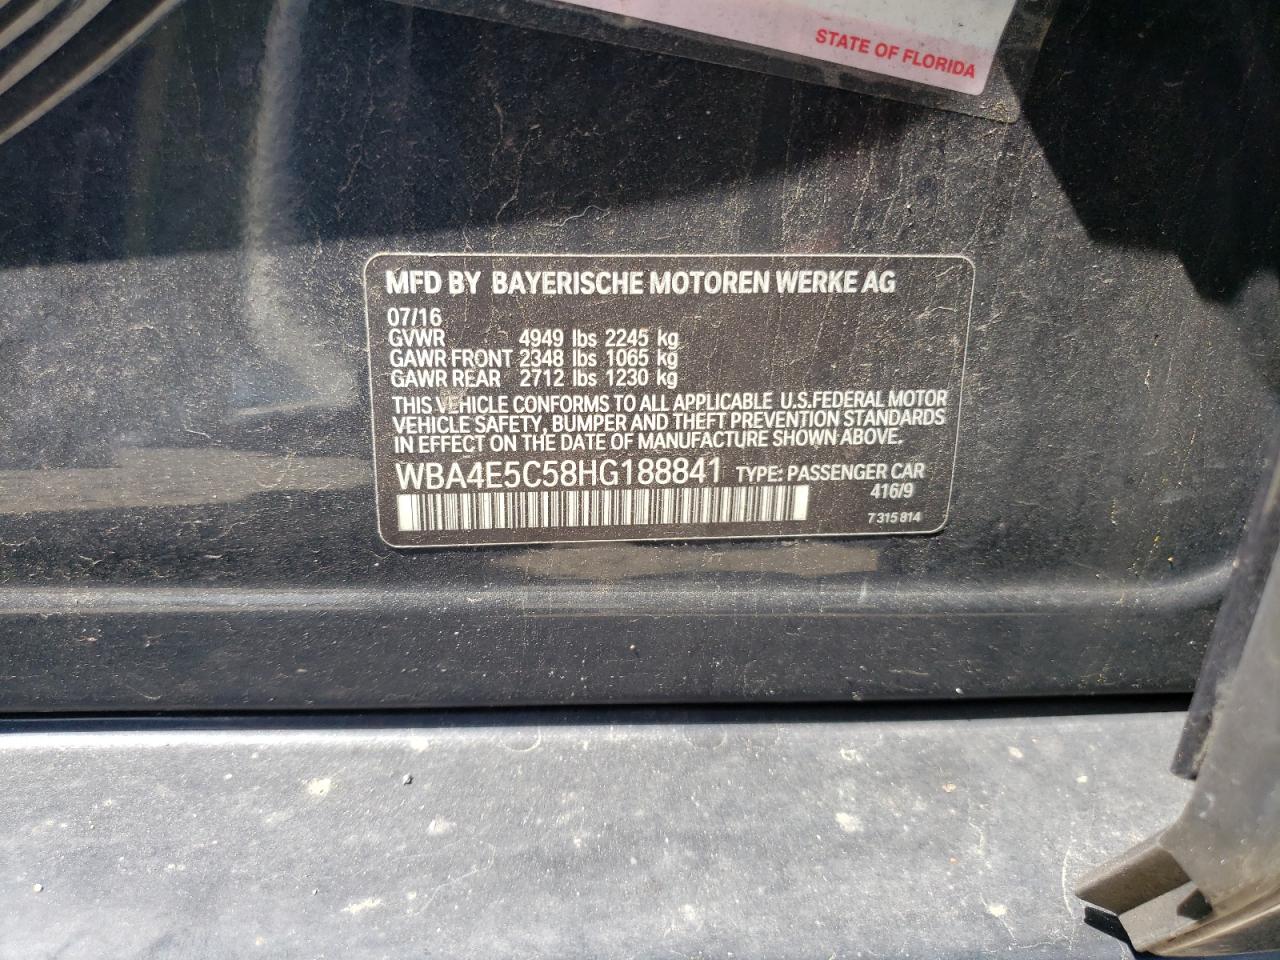 STATE OF FLORIDA
MFD BY BAYERISCHE MOTOREN WERKE AG
07/16
GVWR 4949 lbs 2245 kg
GAWR FRONT 2348 lbs 1065 kg
GAWR REAR 2712 lbs 1230 kg
THIS VEHICLE CONFORMS TO ALL APPLICABLE U.S.FEDERAL MOTOR
VEHICLE SAFETY, BUMPER AND THEFT PREVENTION STANDARDS
IN EFFECT ON THE DATE OF MANUFACTURE SHOWN ABOVE.
WBA4E5C58HG188841 TYPE: PASSENGER CAR
416/9
7 315 814